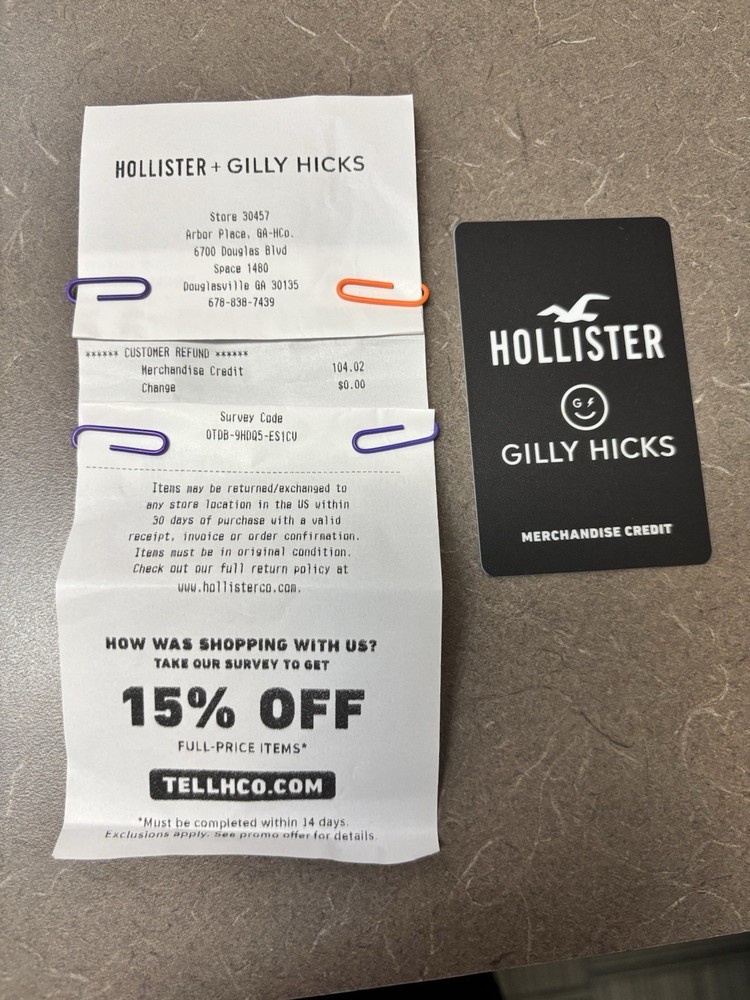 HOLLISTER + GILLY HICKS
Store 30457
Arbor Place, GA-HCo.
6700 Douglas Blvd
Space 1480
Douglasville GA 30135
678-838-7439
****** CUSTOMER REFUND ******
Merchandise Credit 104.02
Change $0.00
Survey Code
OTDB-9HDQ5-ES1CU
Items may be returned/exchanged to
any store location in the US within
30 days of purchase with a valid
receipt, invoice or order confirmation.
Items must be in original condition.
Check out our full return policy at
www.hollisterco.com.
HOW WAS SHOPPING WITH US?
TAKE OUR SURVEY TO GET
15% OFF
FULL-PRICE ITEMS*
TELLHCO.COM
*Must be completed within 14 days.
Exclusions apply. See promo offer for details.
HOLLISTER
G
GILLY HICKS
MERCHANDISE CREDIT